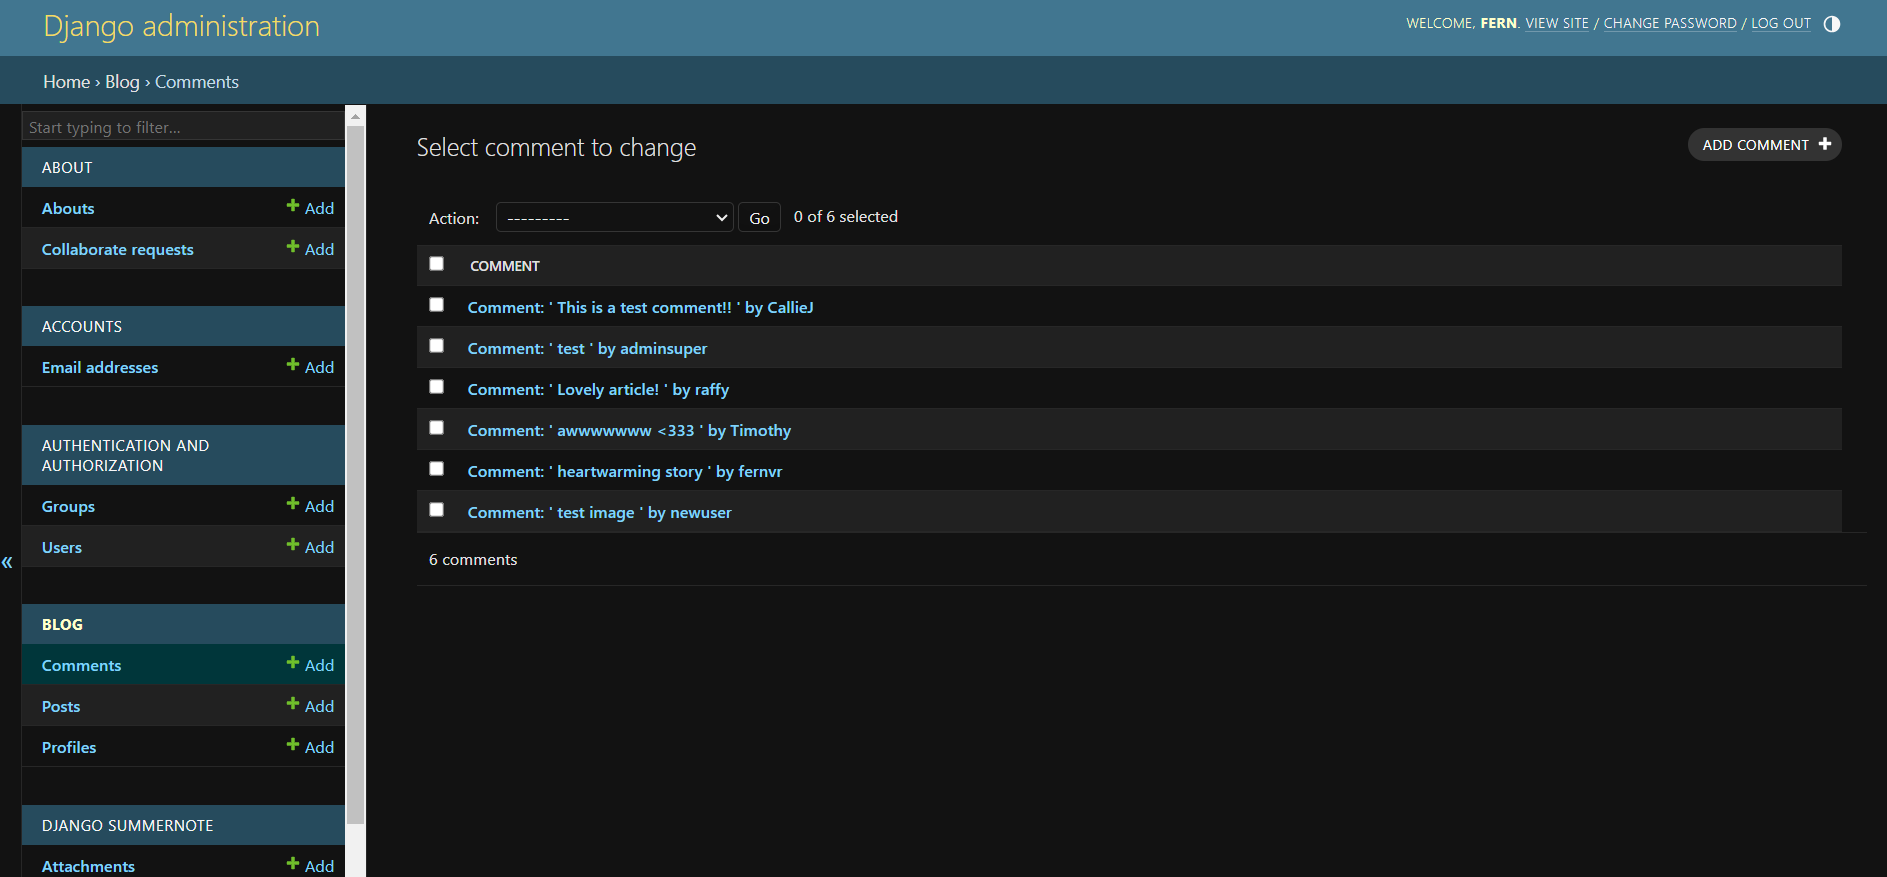 Django administration
WELCOME, FERN. VIEW SITE / CHANGE PASSWORD / LOG OUT
Home › Blog › Comments
Start typing to filter...
ABOUT
Abouts Add
Collaborate requests Add
ACCOUNTS
Email addresses Add
AUTHENTICATION AND
AUTHORIZATION
Groups Add
Users Add
«
BLOG
Comments Add
Posts Add
Profiles Add
DJANGO SUMMERNOTE
Attachments Add
Select comment to change
ADD COMMENT +
Action: --------- Go 0 of 6 selected
COMMENT
Comment: ' This is a test comment!! ' by CallieJ
Comment: ' test ' by adminsuper
Comment: ' Lovely article! ' by raffy
Comment: ' awwwwwww <333 ' by Timothy
Comment: ' heartwarming story ' by fernvr
Comment: ' test image ' by newuser
6 comments